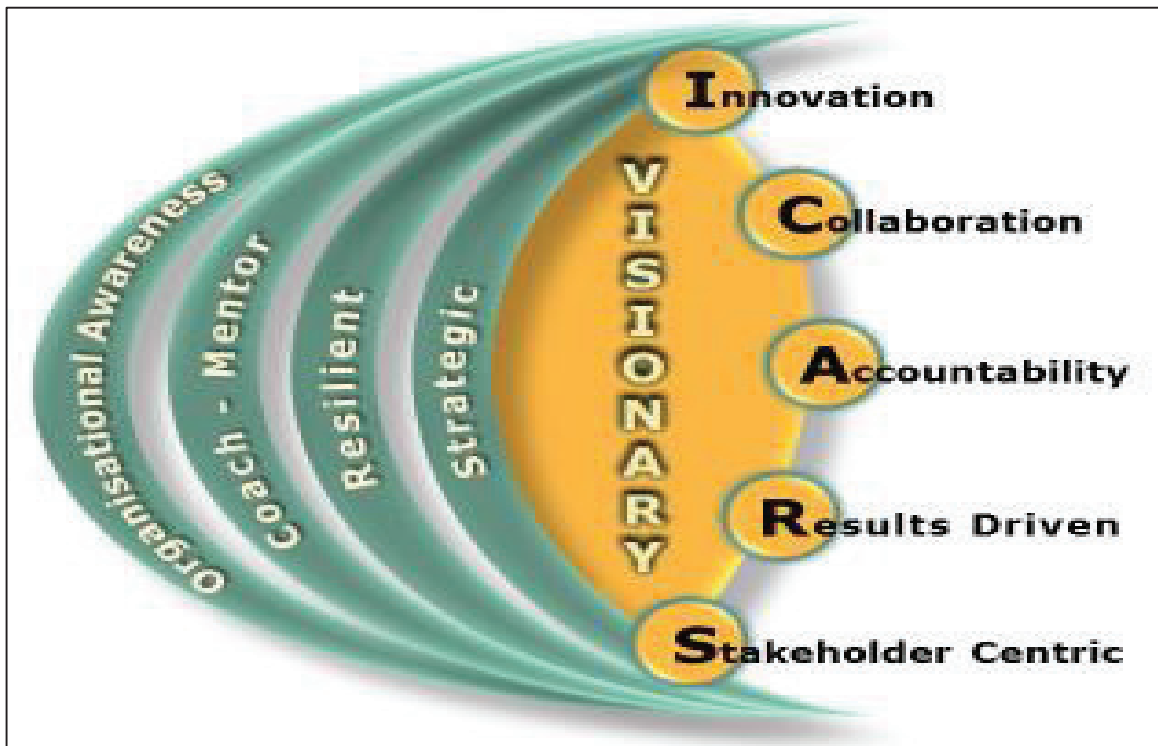 Organisational Awareness
Coach - Mentor
Resilient
Strategic
VISIONARY
Innovation
Collaboration
Accountability
Results Driven
Stakeholder Centric